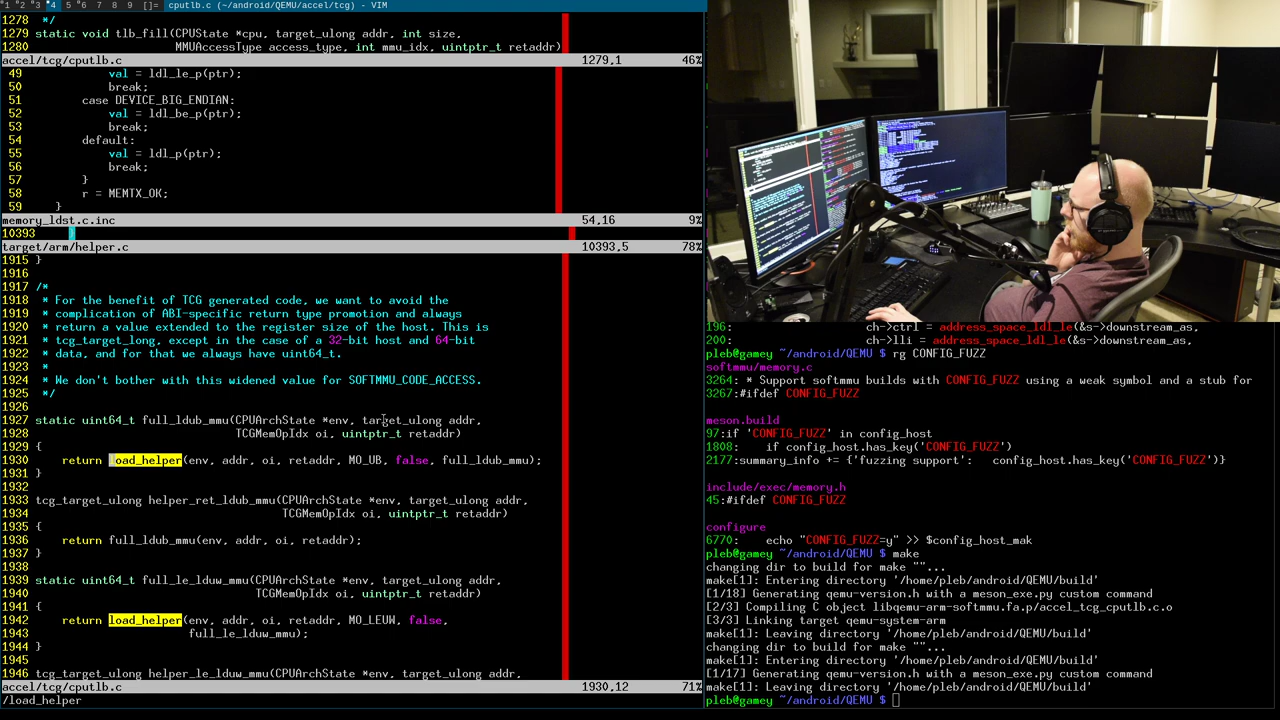 1 2 3 4 5 6 7 8 9 []= cputlb.c (~/android/QEMU/accel/tcg) - VIM
1278 */
1279 static void tlb_fill(CPUState *cpu, target_ulong addr, int size,
1280 MMUAccessType access_type, int mmu_idx, uintptr_t retaddr)
accel/tcg/cputlb.c 1279,1 46%
49 val = ldl_le_p(ptr);
50 break;
51 case DEVICE_BIG_ENDIAN:
52 val = ldl_be_p(ptr);
53 break;
54 default:
55 val = ldl_p(ptr);
56 break;
57 }
58 r = MEMTX_OK;
59 }
memory_ldst.c.inc 54,16 9%
10393 }
target/arm/helper.c 10393,5 78%
1915 }
1916
1917 /*
1918 * For the benefit of TCG generated code, we want to avoid the
1919 * complication of ABI-specific return type promotion and always
1920 * return a value extended to the register size of the host. This is
1921 * tcg_target_long, except in the case of a 32-bit host and 64-bit
1922 * data, and for that we always have uint64_t.
1923 *
1924 * We don't bother with this widened value for SOFTMMU_CODE_ACCESS.
1925 */
1926
1927 static uint64_t full_ldub_mmu(CPUArchState *env, target_ulong addr,
1928 TCGMemOpIdx oi, uintptr_t retaddr)
1929 {
1930 return load_helper(env, addr, oi, retaddr, MO_UB, false, full_ldub_mmu);
1931 }
1932
1933 tcg_target_ulong helper_ret_ldub_mmu(CPUArchState *env, target_ulong addr,
1934 TCGMemOpIdx oi, uintptr_t retaddr)
1935 {
1936 return full_ldub_mmu(env, addr, oi, retaddr);
1937 }
1938
1939 static uint64_t full_le_lduw_mmu(CPUArchState *env, target_ulong addr,
1940 TCGMemOpIdx oi, uintptr_t retaddr)
1941 {
1942 return load_helper(env, addr, oi, retaddr, MO_LEUW, false,
1943 full_le_lduw_mmu);
1944 }
1945
1946 tcg_target_ulong helper_le_lduw_mmu(CPUArchState *env, target_ulong addr,
accel/tcg/cputlb.c 1930,12 71%
/load_helper
196: ch->ctrl = address_space_ldl_le(&s->downstream_as,
200: ch->lli = address_space_ldl_le(&s->downstream_as,
pleb@gamey ~/android/QEMU $ rg CONFIG_FUZZ
softmmu/memory.c
3264: * Support softmmu builds with CONFIG_FUZZ using a weak symbol and a stub for
3267:#ifdef CONFIG_FUZZ
meson.build
97:if 'CONFIG_FUZZ' in config_host
1808: if config_host.has_key('CONFIG_FUZZ')
2177:summary_info += {'fuzzing support': config_host.has_key('CONFIG_FUZZ')}
include/exec/memory.h
45:#ifdef CONFIG_FUZZ
configure
6770: echo "CONFIG_FUZZ=y" >> $config_host_mak
pleb@gamey ~/android/QEMU $ make
changing dir to build for make ""...
make[1]: Entering directory '/home/pleb/android/QEMU/build'
[1/18] Generating qemu-version.h with a meson_exe.py custom command
[2/3] Compiling C object libqemu-arm-softmmu.fa.p/accel_tcg_cputlb.c.o
[3/3] Linking target qemu-system-arm
make[1]: Leaving directory '/home/pleb/android/QEMU/build'
changing dir to build for make ""...
make[1]: Entering directory '/home/pleb/android/QEMU/build'
[1/17] Generating qemu-version.h with a meson_exe.py custom command
make[1]: Leaving directory '/home/pleb/android/QEMU/build'
pleb@gamey ~/android/QEMU $